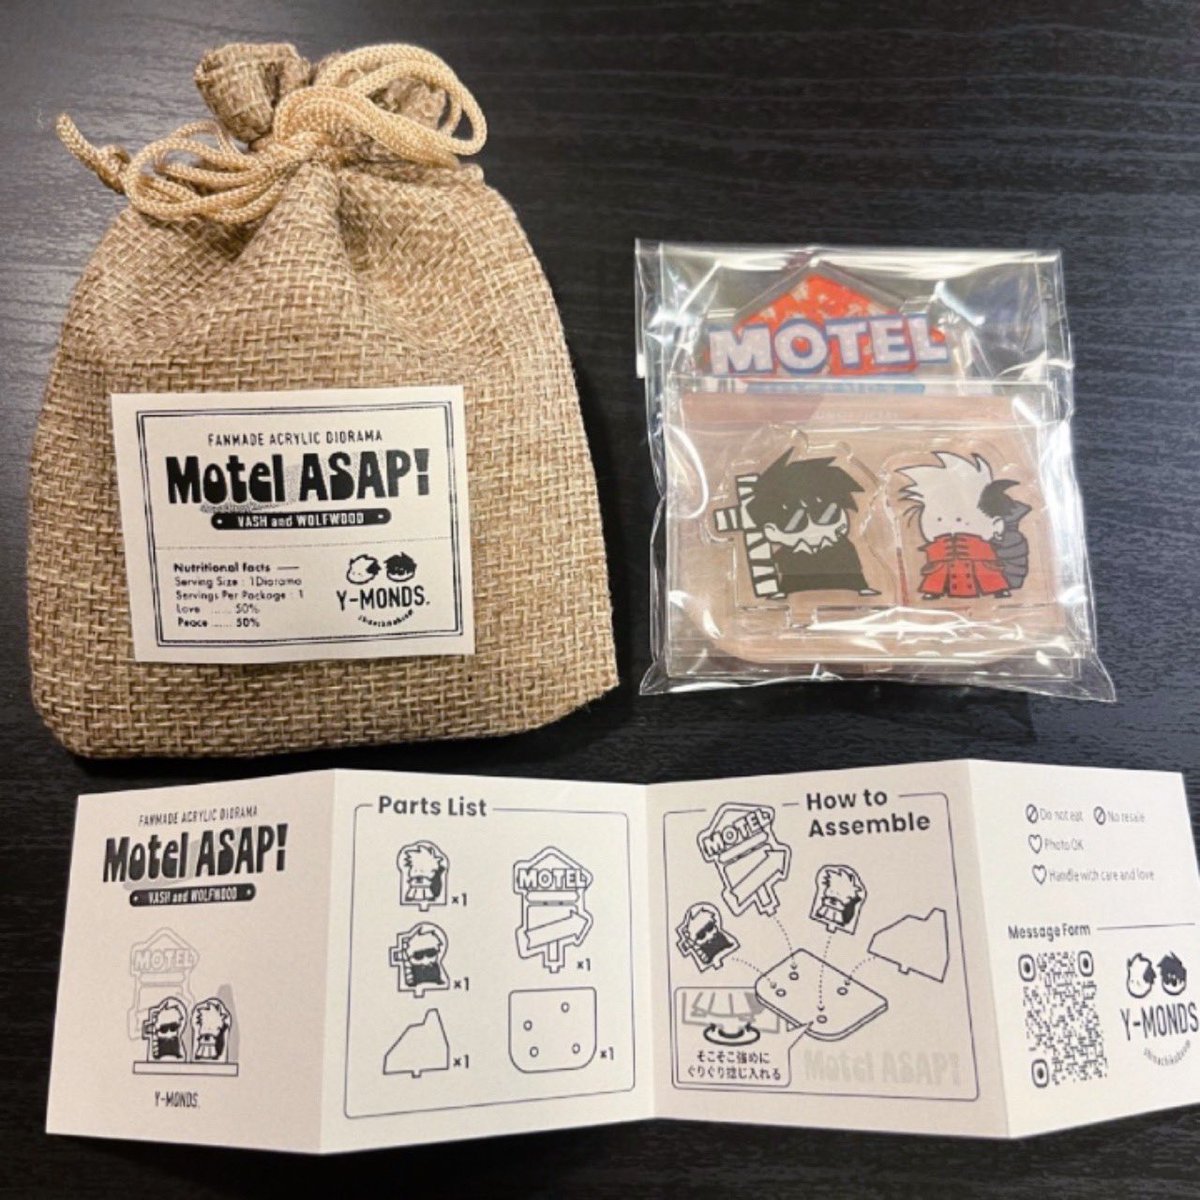 FANMADE ACRYLIC DIORAMA
Motel ASAP!
VASH and WOLFWOOD
Nutritional facts
Serving Size : 1Diorama
Servings Per Package : 1
Love ...... 50%
Peace ...... 50%
Y-MONDS.
MOTEL
FANMADE ACRYLIC DIORAMA
Motel ASAP!
VASH and WOLFWOOD
MOTEL
Y-MONDS.
Parts List
×1
×1
×1
MOTEL
×1
×1
How to
Assemble
MOTEL
そこそこ強めに
ぐりぐり捻じ入れる
Motel ASAP!
Do not eat
No resale
Photo OK
Handle with care and love
Message Form
Y-MONDS